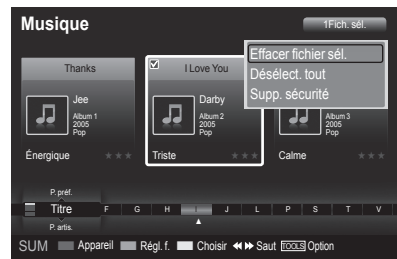 Musique
1Fich. sél.
Effacer fichier sél.
Désélect. tout
Supp. sécurité
Thanks
I Love You
Jee
Album 1
2005
Pop
Darby
Album 2
2005
Pop
Album 3
2005
Pop
Énergique
Triste
Calme
P. préf.
Titre F G H I J L P S T V
P. artis.
SUM Appareil Régl. f. Choisir Saut TOOLS Option